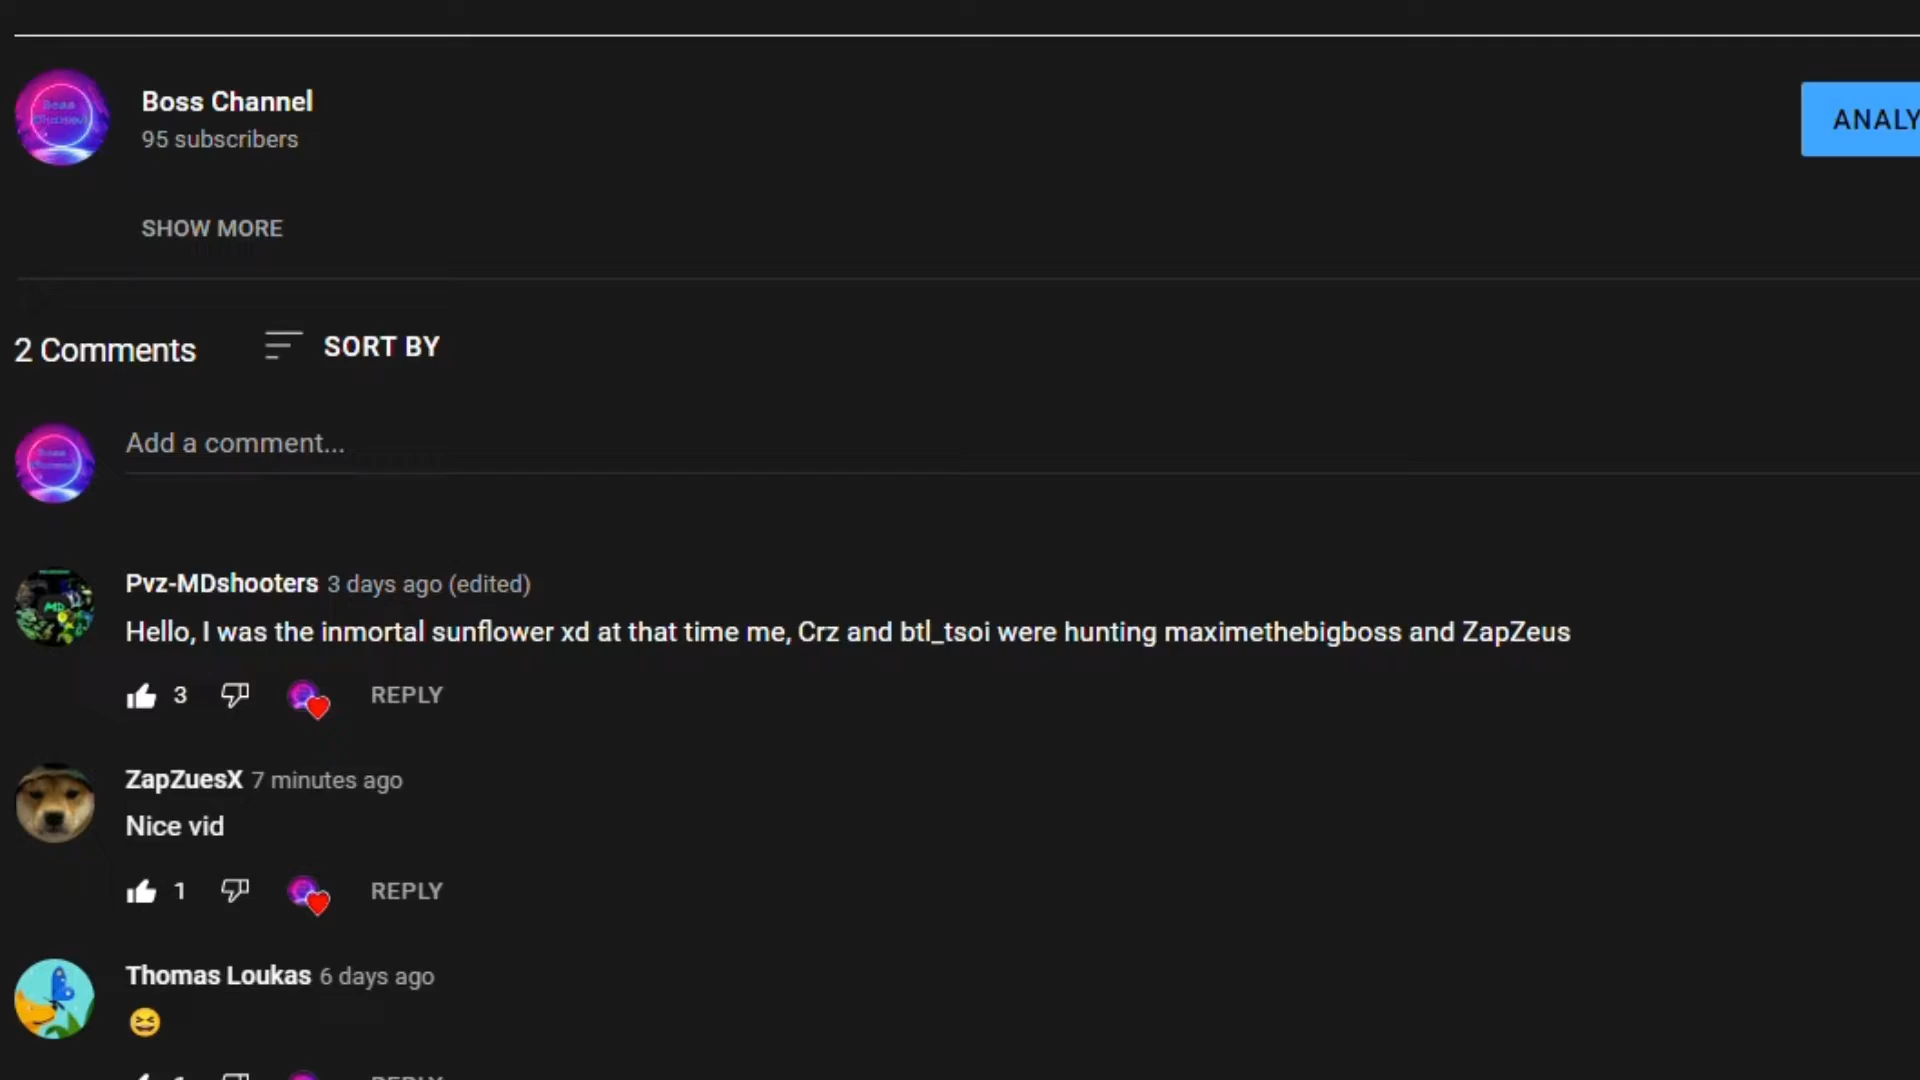 Boss Channel
95 subscribers
ANALY
SHOW MORE
2 Comments SORT BY
Add a comment...
Pvz-MDshooters 3 days ago (edited)
Hello, I was the inmortal sunflower xd at that time me, Crz and btl_tsoi were hunting maximethebigboss and ZapZeus
3 REPLY
ZapZuesX 7 minutes ago
Nice vid
1 REPLY
Thomas Loukas 6 days ago
😆